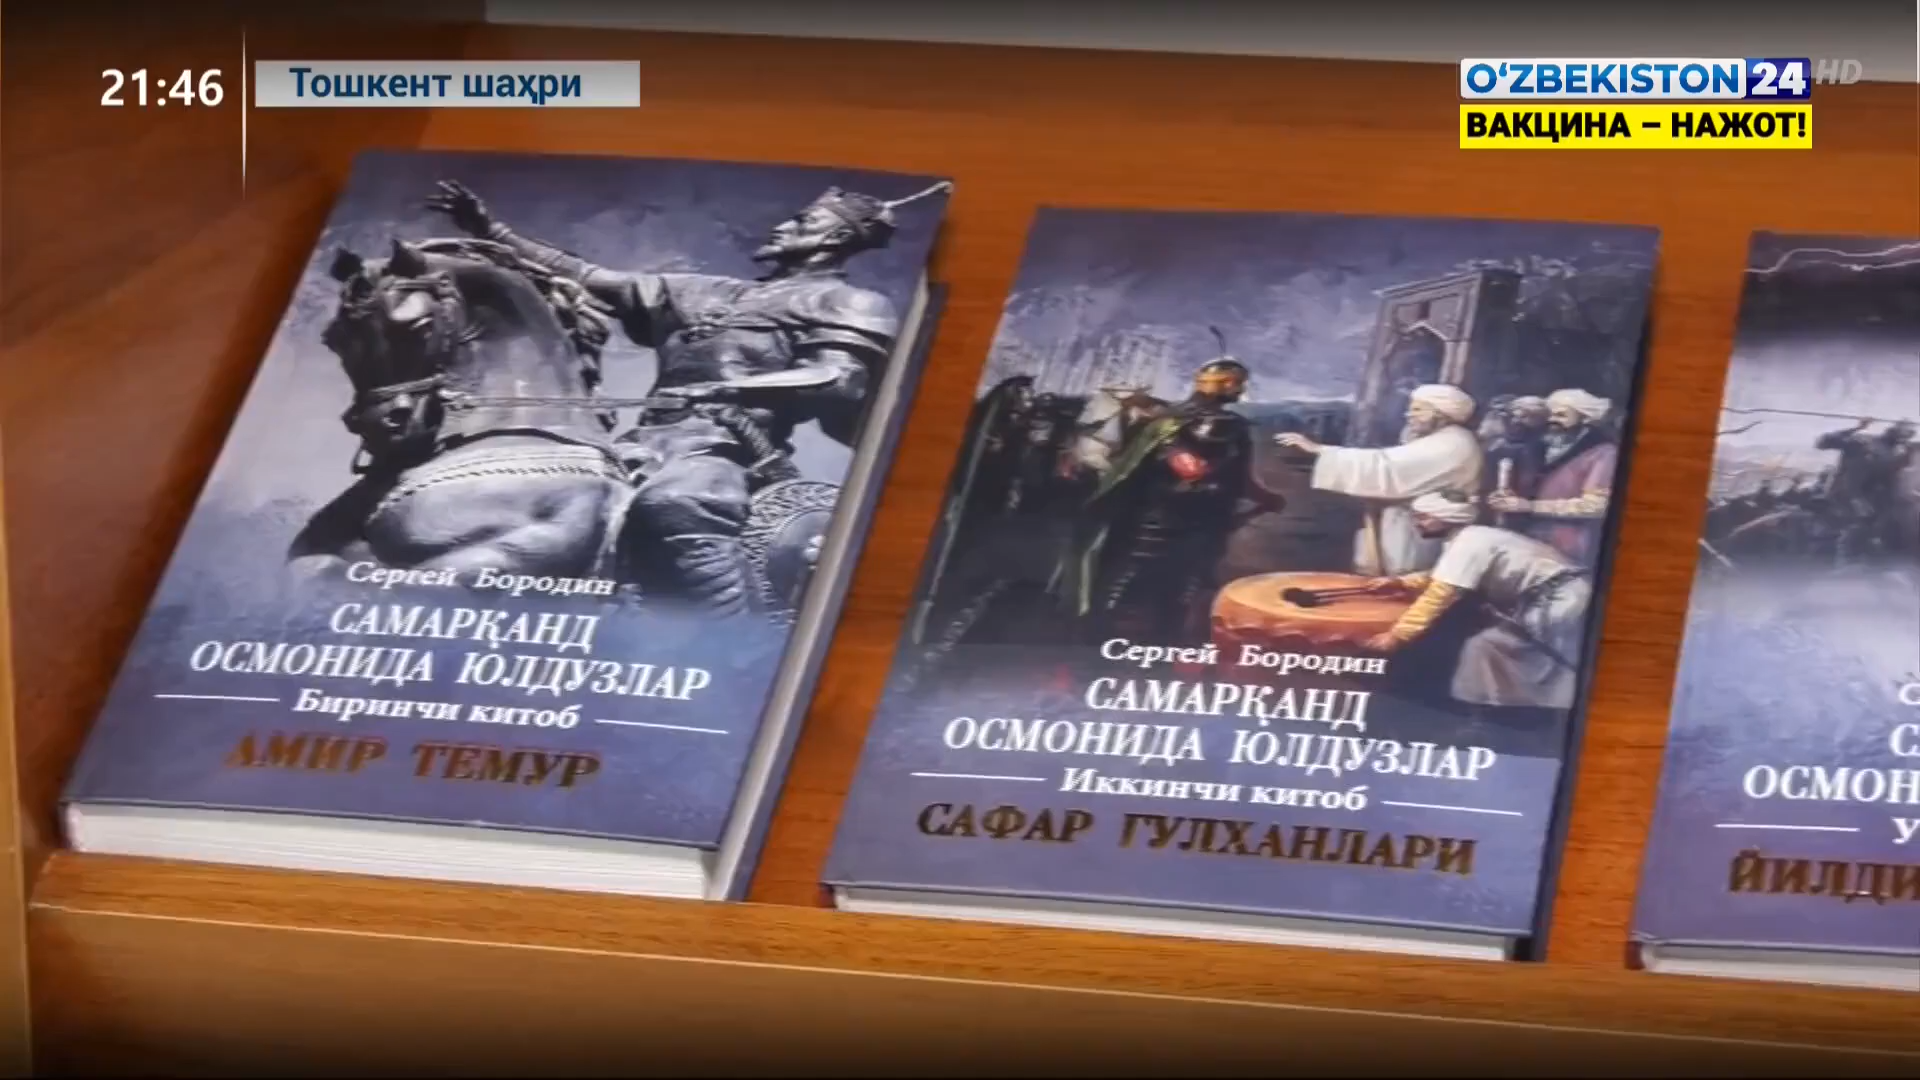 21:46
Тошкент шаҳри
O‘ZBEKISTON 24 HD
ВАКЦИНА – НАЖОТ!
Сергей Бородин
САМАРҚАНД
ОСМОНИДА ЮЛДУЗЛАР
Биринчи китоб
АМИР ТЕМУР
Сергей Бородин
САМАРҚАНД
ОСМОНИДА ЮЛДУЗЛАР
Иккинчи китоб
САФАР ГУЛХАНЛАРИ